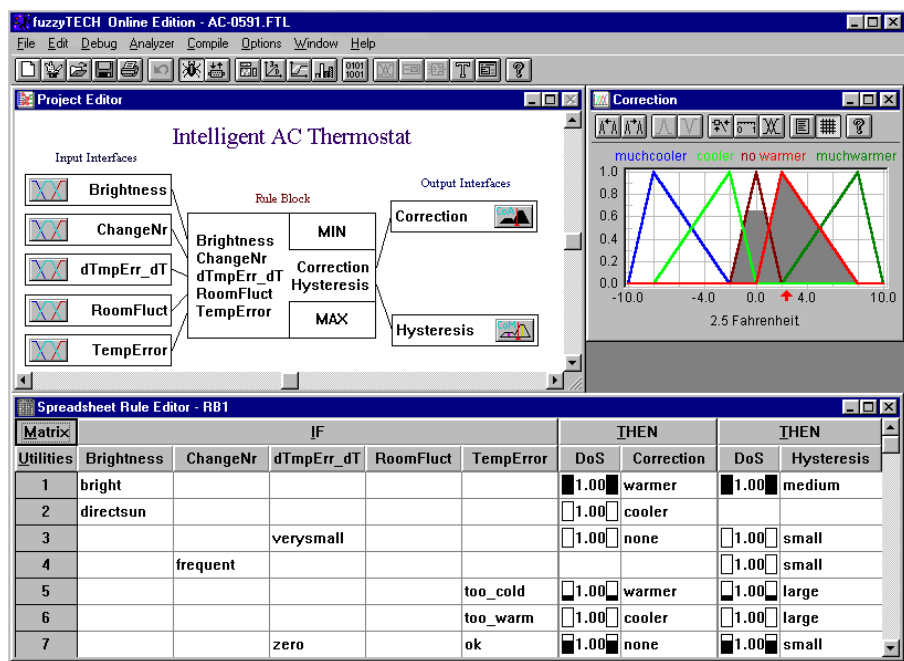 fuzzyTECH Online Edition - AC-0591.FTL
File Edit Debug Analyzer Compile Options Window Help
0101
1001
T
?
Project Editor
Intelligent AC Thermostat
Input Interfaces
Brightness
ChangeNr
dTmpErr_dT
RoomFluct
TempError
Rule Block
Brightness
ChangeNr
dTmpErr_dT
RoomFluct
TempError
MIN
Correction
Hysteresis
MAX
Output Interfaces
Correction
CoA
Hysteresis
CoM
Correction
?
muchcooler cooler no warmer muchwarmer
1.0
0.8
0.6
0.4
0.2
0.0
-10.0 -4.0 0.0 4.0 10.0
2.5 Fahrenheit
Spreadsheet Rule Editor - RB1
Matrix IF THEN THEN
Utilities Brightness ChangeNr dTmpErr_dT RoomFluct TempError DoS Correction DoS Hysteresis
1 bright 1.00 warmer 1.00 medium
2 directsun 1.00 cooler
3 verysmall 1.00 none 1.00 small
4 frequent 1.00 small
5 too_cold 1.00 warmer 1.00 large
6 too_warm 1.00 cooler 1.00 large
7 zero ok 1.00 none 1.00 small